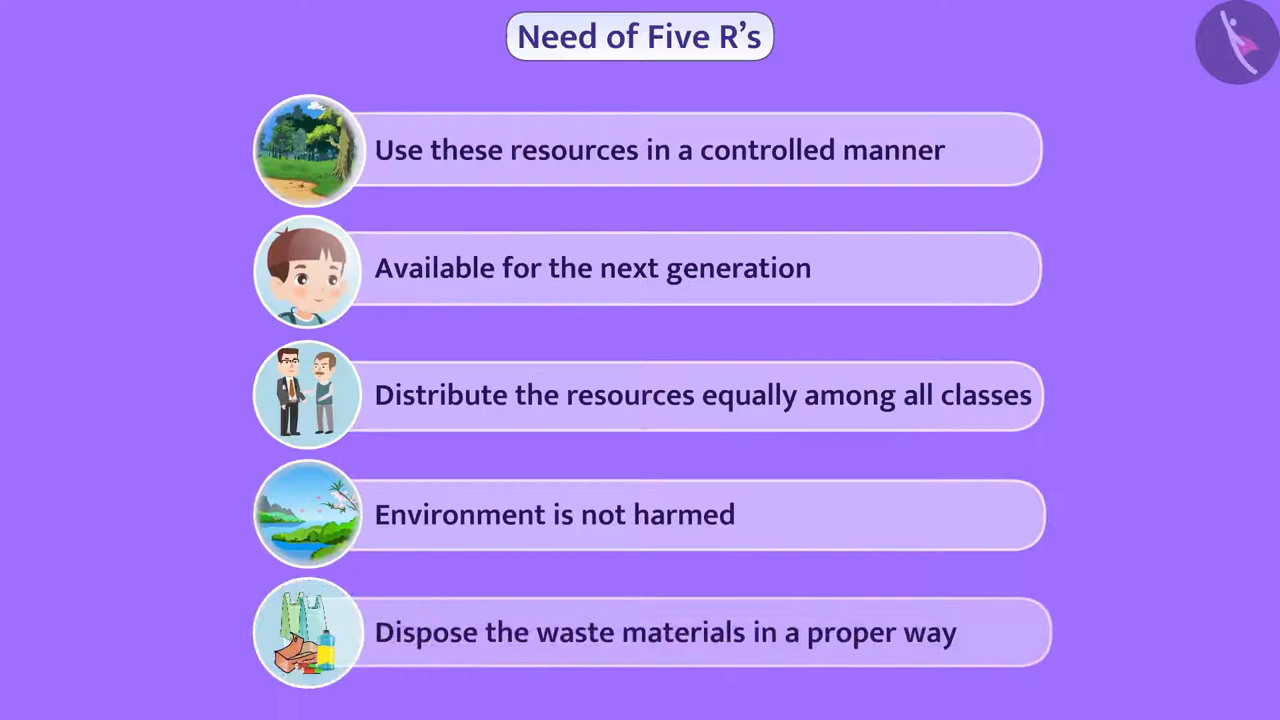 Need of Five R’s
Use these resources in a controlled manner
Available for the next generation
Distribute the resources equally among all classes
Environment is not harmed
Dispose the waste materials in a proper way